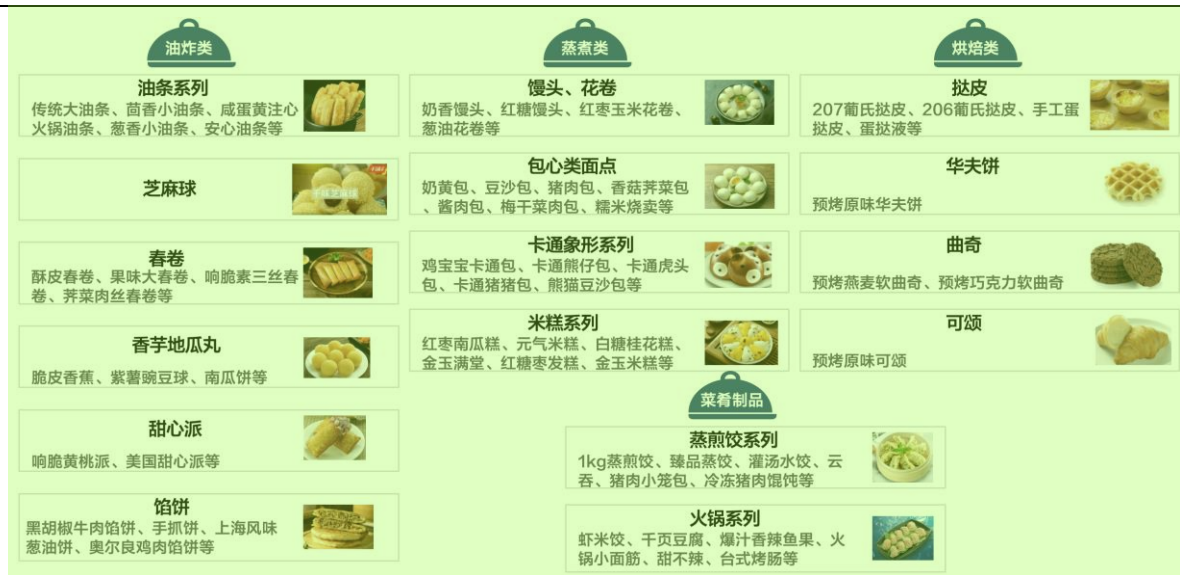 油炸类
油条系列
传统大油条、茴香小油条、咸蛋黄注心
火锅油条、葱香小油条、安心油条等
芝麻球
春卷
酥皮春卷、果味大春卷、响脆素三丝春
卷、荠菜肉丝春卷等
香芋地瓜丸
脆皮香蕉、紫薯豌豆球、南瓜饼等
甜心派
响脆黄桃派、美国甜心派等
馅饼
黑胡椒牛肉馅饼、手抓饼、上海风味
葱油饼、奥尔良鸡肉馅饼等
蒸煮类
馒头、花卷
奶香馒头、红糖馒头、红枣玉米花卷、
葱油花卷等
包心类面点
奶黄包、豆沙包、猪肉包、香菇荠菜包
、酱肉包、梅干菜肉包、糯米烧卖等
卡通象形系列
鸡宝宝卡通包、卡通熊仔包、卡通虎头
包、卡通猪猪包、熊猫豆沙包等
米糕系列
红枣南瓜糕、元气米糕、白糖桂花糕、
金玉满堂、红糖枣发糕、金玉米糕等
烘焙类
挞皮
207葡氏挞皮、206葡氏挞皮、手工蛋
挞皮、蛋挞液等
华夫饼
预烤原味华夫饼
曲奇
预烤燕麦软曲奇、预烤巧克力软曲奇
可颂
预烤原味可颂
菜肴制品
蒸煎饺系列
1kg蒸煎饺、臻品蒸饺、灌汤水饺、云
吞、猪肉小笼包、冷冻猪肉馄饨等
火锅系列
虾米饺、千页豆腐、爆汁香辣鱼果、火
锅小面筋、甜不辣、台式烤肠等